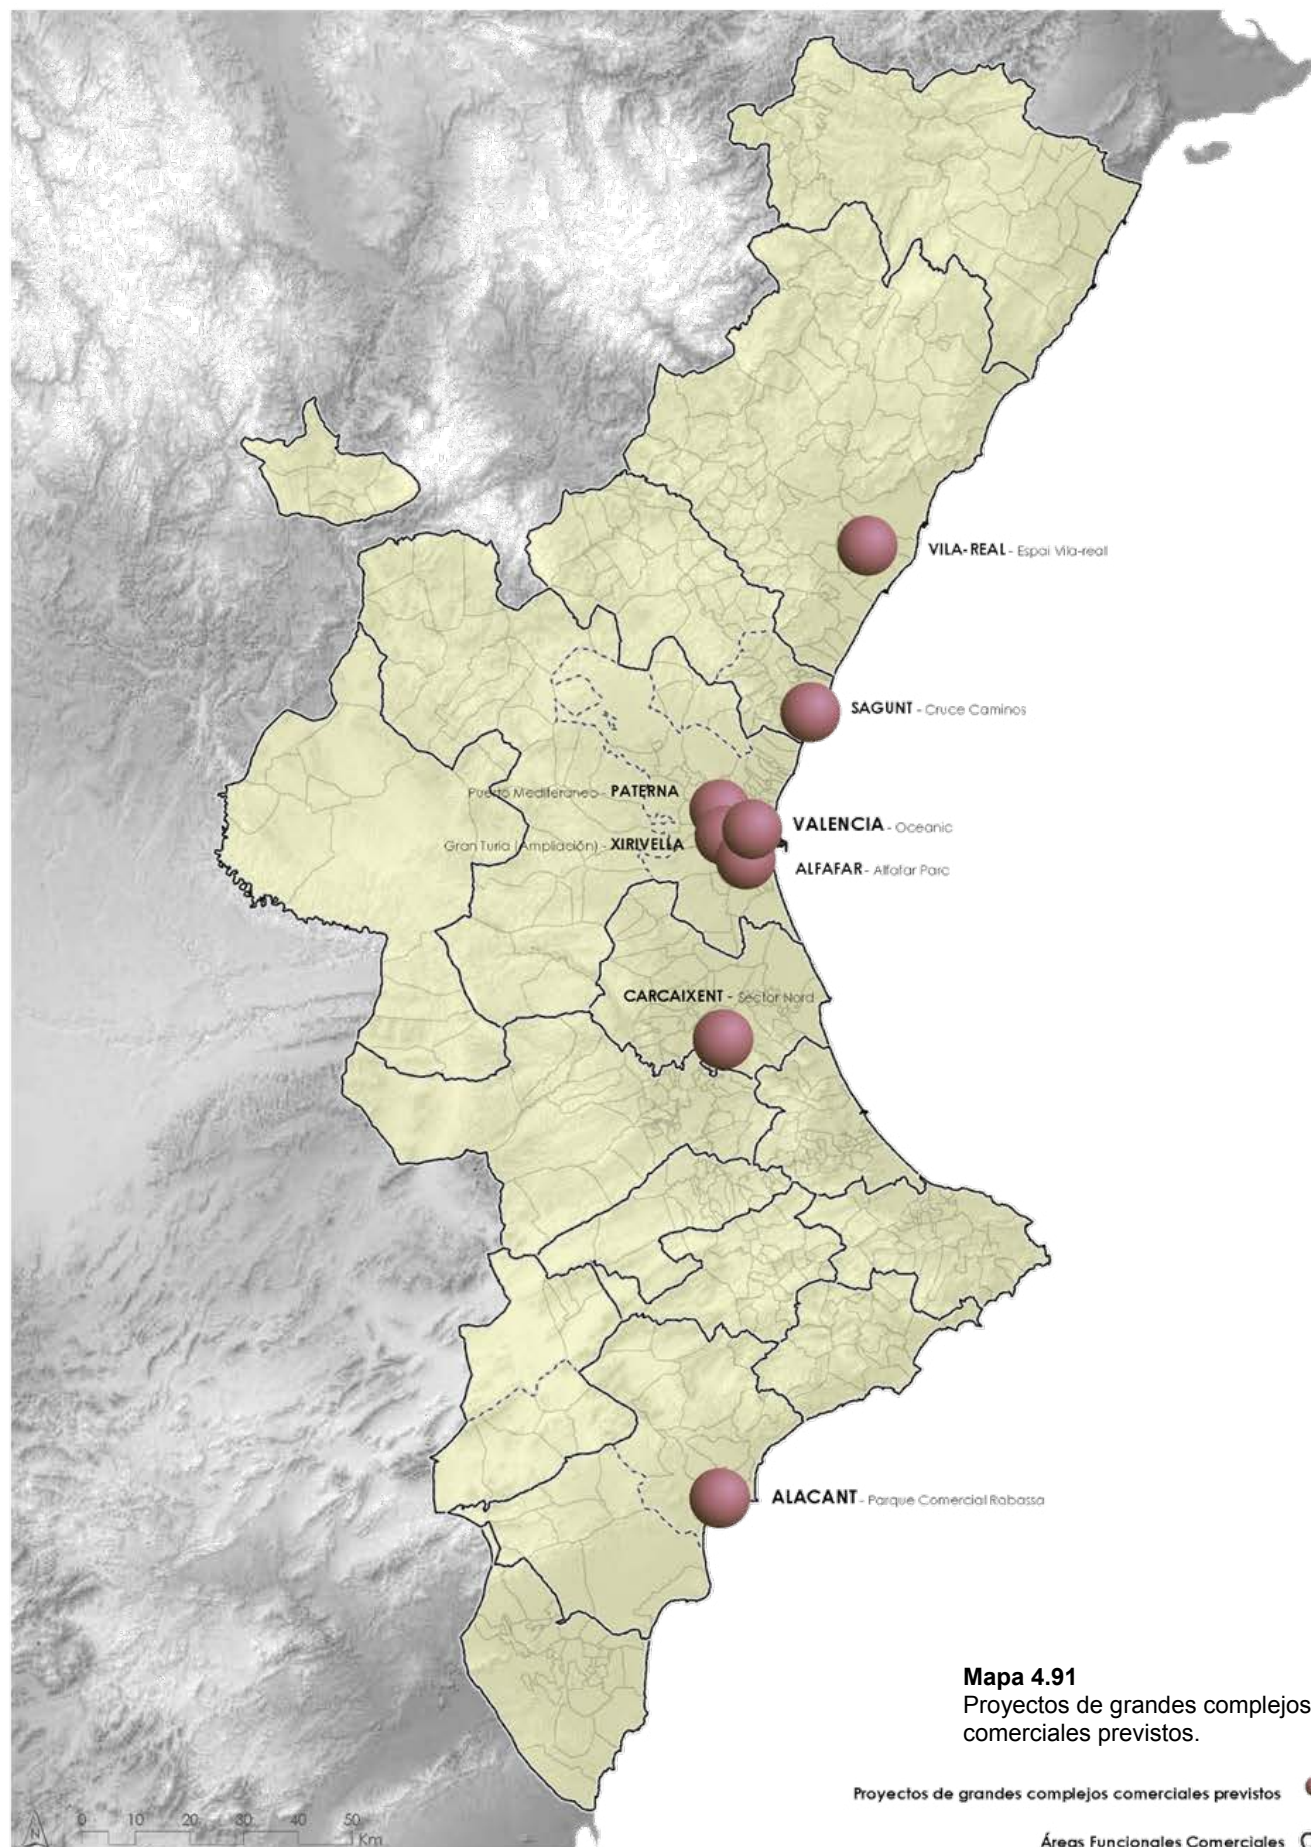 VILA-REAL - Espai Vila-reall
SAGUNT - Cruce Caminos
Puerto Mediteraneo - PATERNA
VALENCIA - Oceanic
Gran Turia (Ampliación) - XIRIVELLA
ALFAFAR - Alfafar Parc
CARCAIXENT - Sector Nord
ALACANT - Parque Comercial Rabassa
Mapa 4.91
Proyectos de grandes complejos
comerciales previstos.
Proyectos de grandes complejos comerciales previstos
Áreas Funcionales Comerciales
N 0 10 20 30 40 50
Km